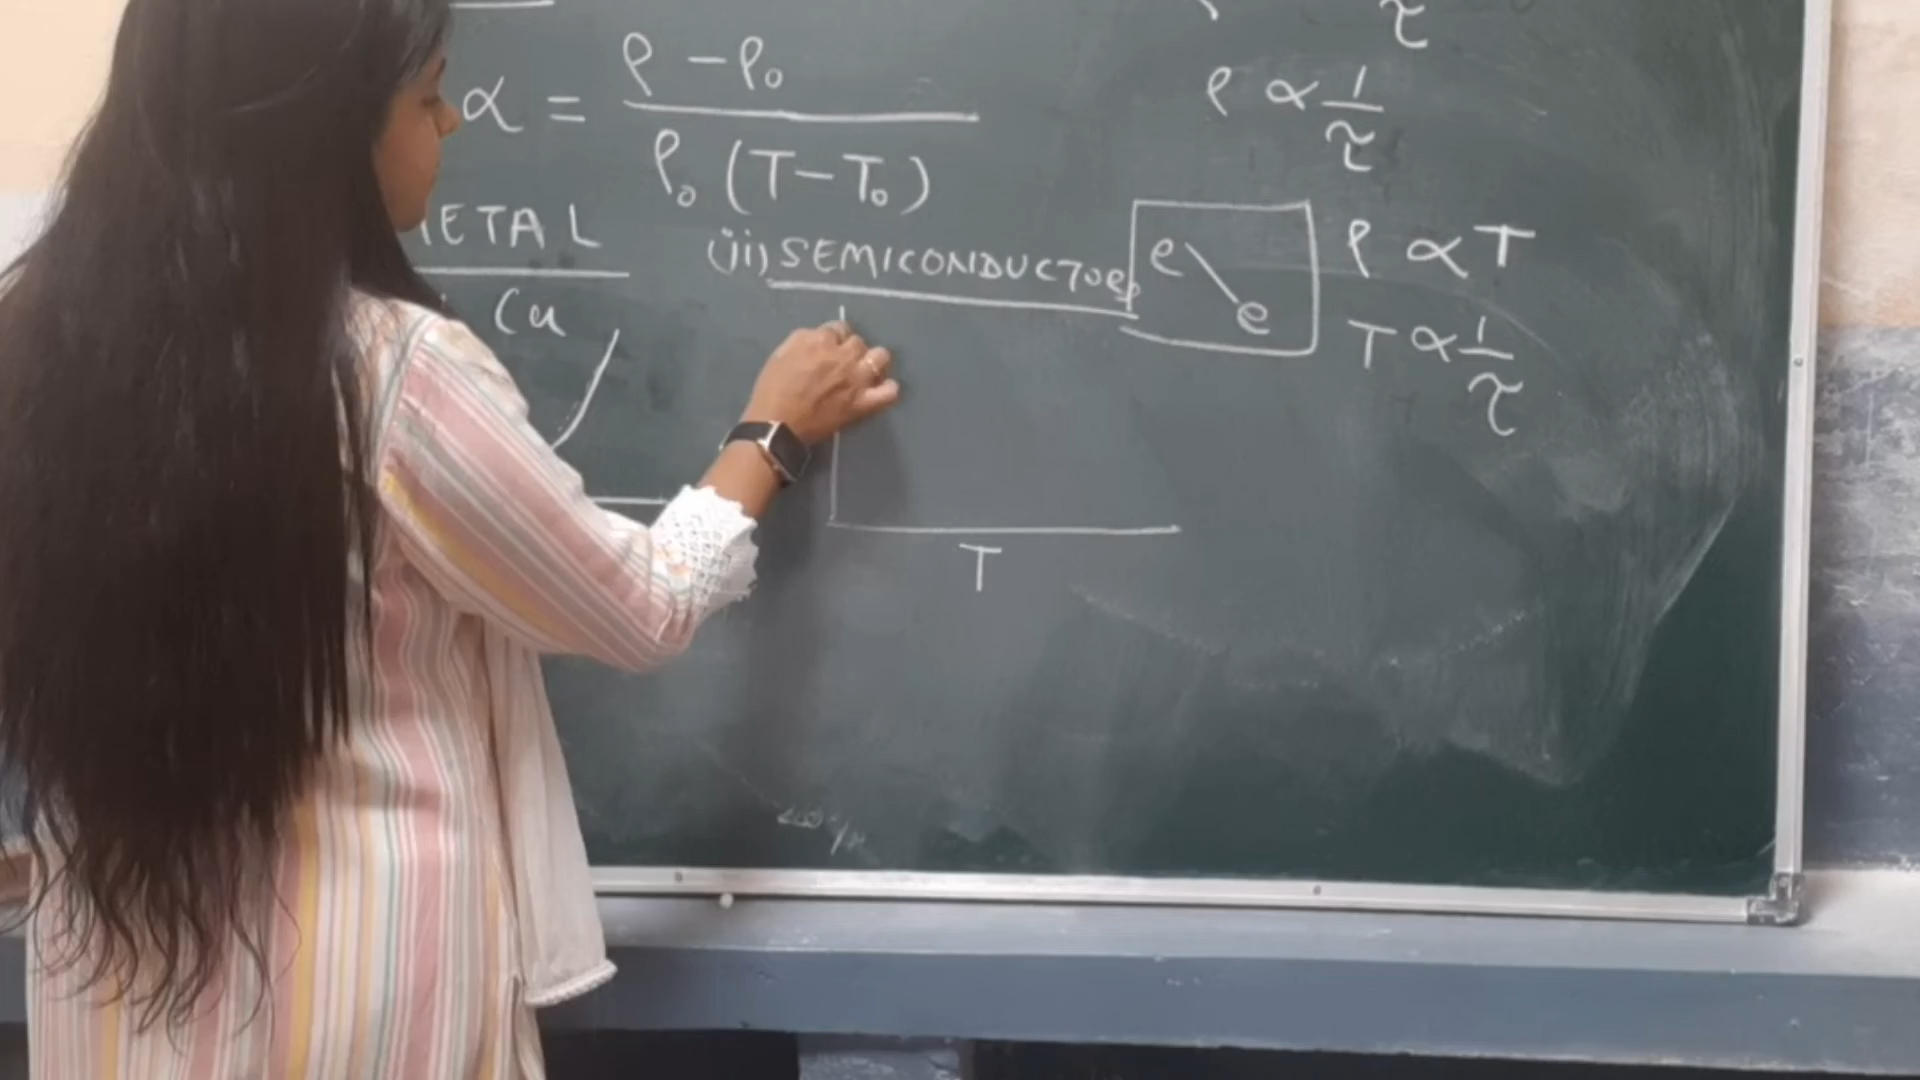 α = ρ - ρ₀ / ρ₀ (T - T₀)
τ
ρ ∝ 1/τ
METAL
Cu
(ii) SEMICONDUCTOR
e e
ρ ∝ T
T ∝ 1/τ
T